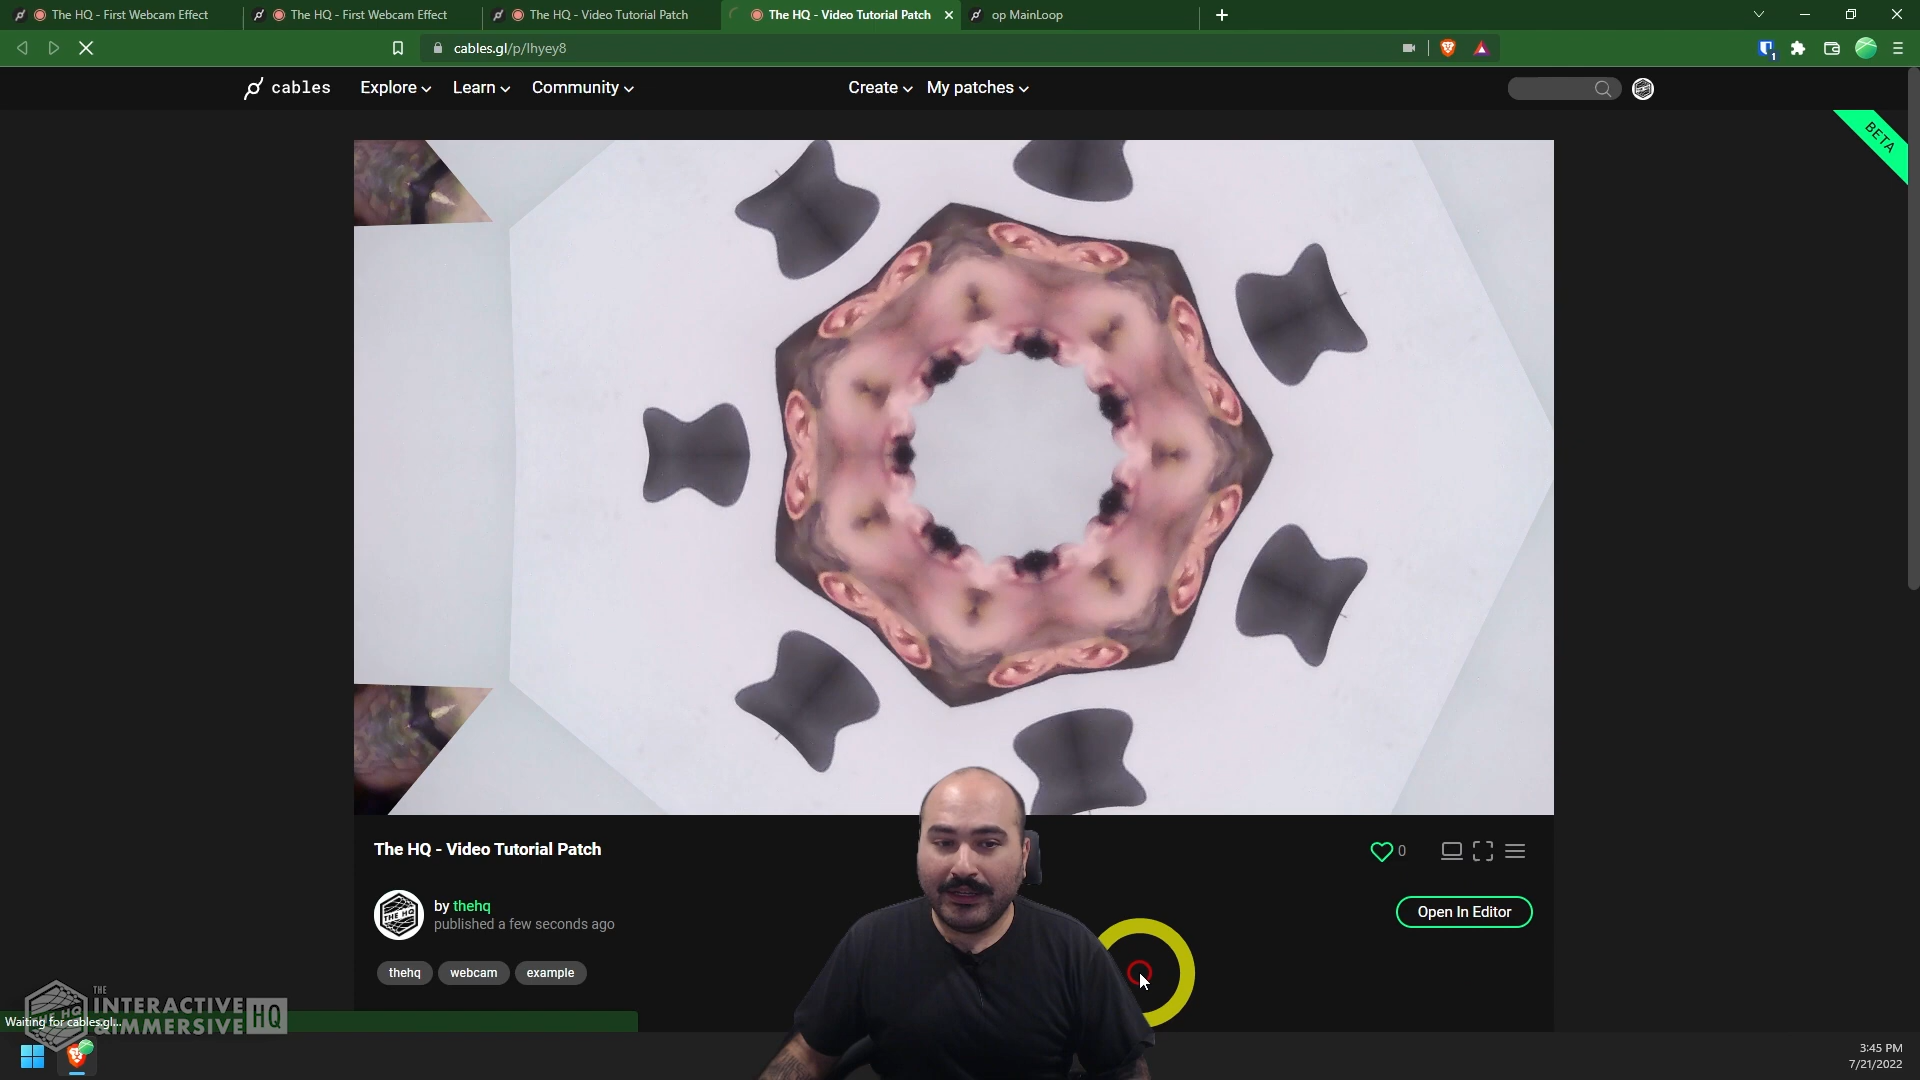 The HQ - First Webcam Effect
The HQ - First Webcam Effect
The HQ - Video Tutorial Patch
The HQ - Video Tutorial Patch
op MainLoop
cables.gl/p/lhyey8
1
cables
Explore
Learn
Community
Create
My patches
BETA
The HQ - Video Tutorial Patch
0
by thehq
published a few seconds ago
Open In Editor
thehq
webcam
example
THE
INTERACTIVE
&IMMERSIVE HQ
THE HQ
Waiting for cables.gl...
3:45 PM
7/21/2022